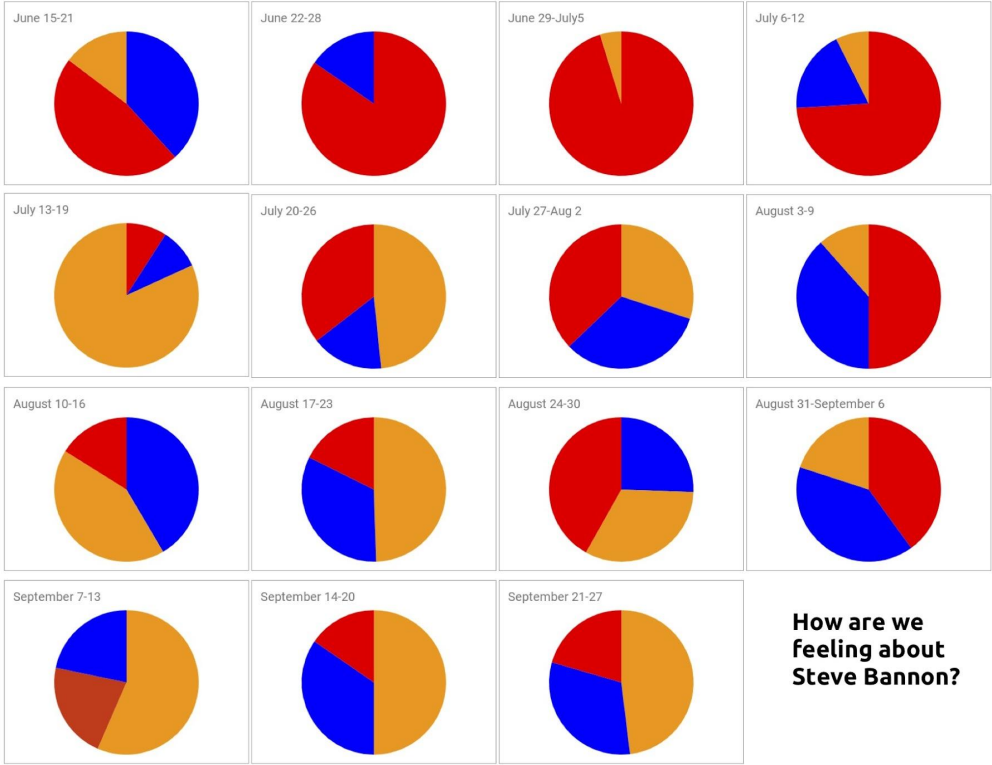 June 15-21
June 22-28
June 29-July5
July 6-12
July 13-19
July 20-26
July 27-Aug 2
August 3-9
August 10-16
August 17-23
August 24-30
August 31-September 6
September 7-13
September 14-20
September 21-27
How are we
feeling about
Steve Bannon?